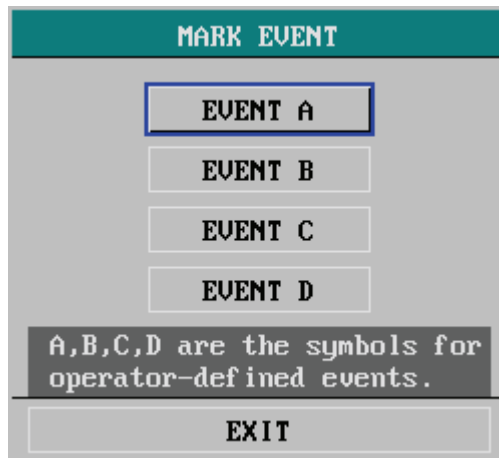 MARK EVENT
EVENT A
EVENT B
EVENT C
EVENT D
A,B,C,D are the symbols for
operator-defined events.
EXIT